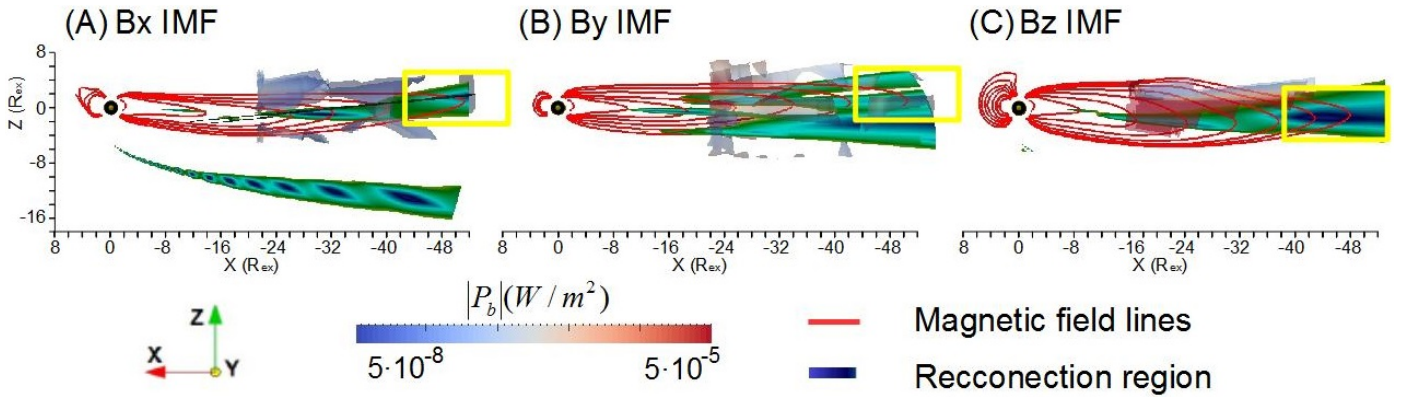 (A) Bx IMF (B) By IMF (C) Bz IMF
8
0
-8
-16
Z (Rex)
8 0 -8 -16 -24 -32 -40 -48 8 0 -8 -16 -24 -32 -40 -48 8 0 -8 -16 -24 -32 -40 -48
X (Rex) X (Rex) X (Rex)
|P_b|(W/m²)
5·10⁻⁸ 5·10⁻⁵
Z
X
Y
Magnetic field lines
Recconection region